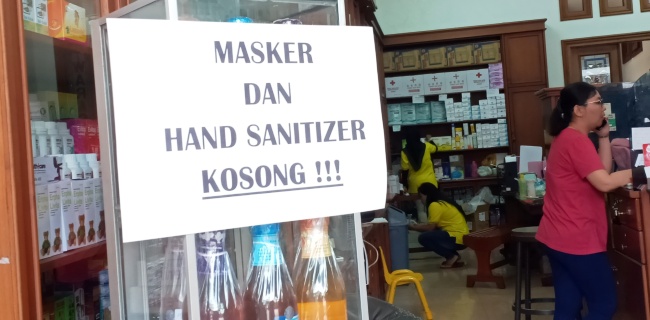 MASKER
DAN
HAND SANITIZER
KOSONG !!!